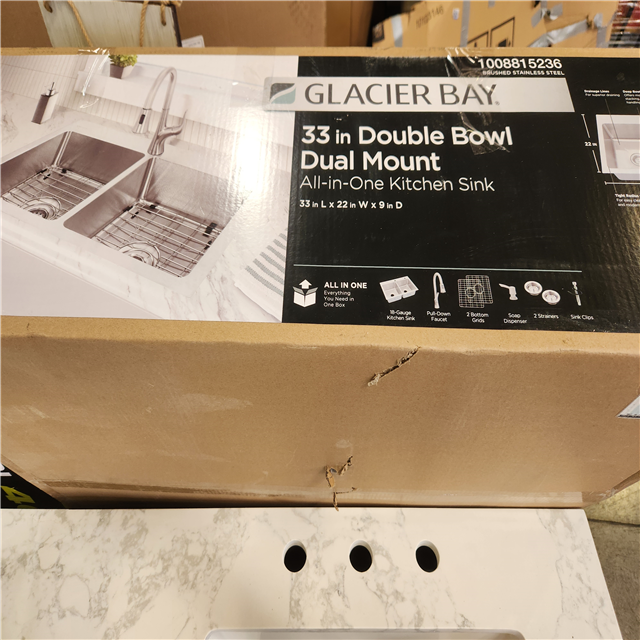 1008815236
BRUSHED STAINLESS STEEL
GLACIER BAY
33 in Double Bowl
Dual Mount
All-in-One Kitchen Sink
33 in L x 22 in W x 9 in D
ALL IN ONE
Everything
You Need in
One Box
18-Gauge
Kitchen Sink
Pull-Down
Faucet
2 Bottom
Grids
Soap
Dispenser
2 Strainers
Sink Clips
Drainage Lines
22 in